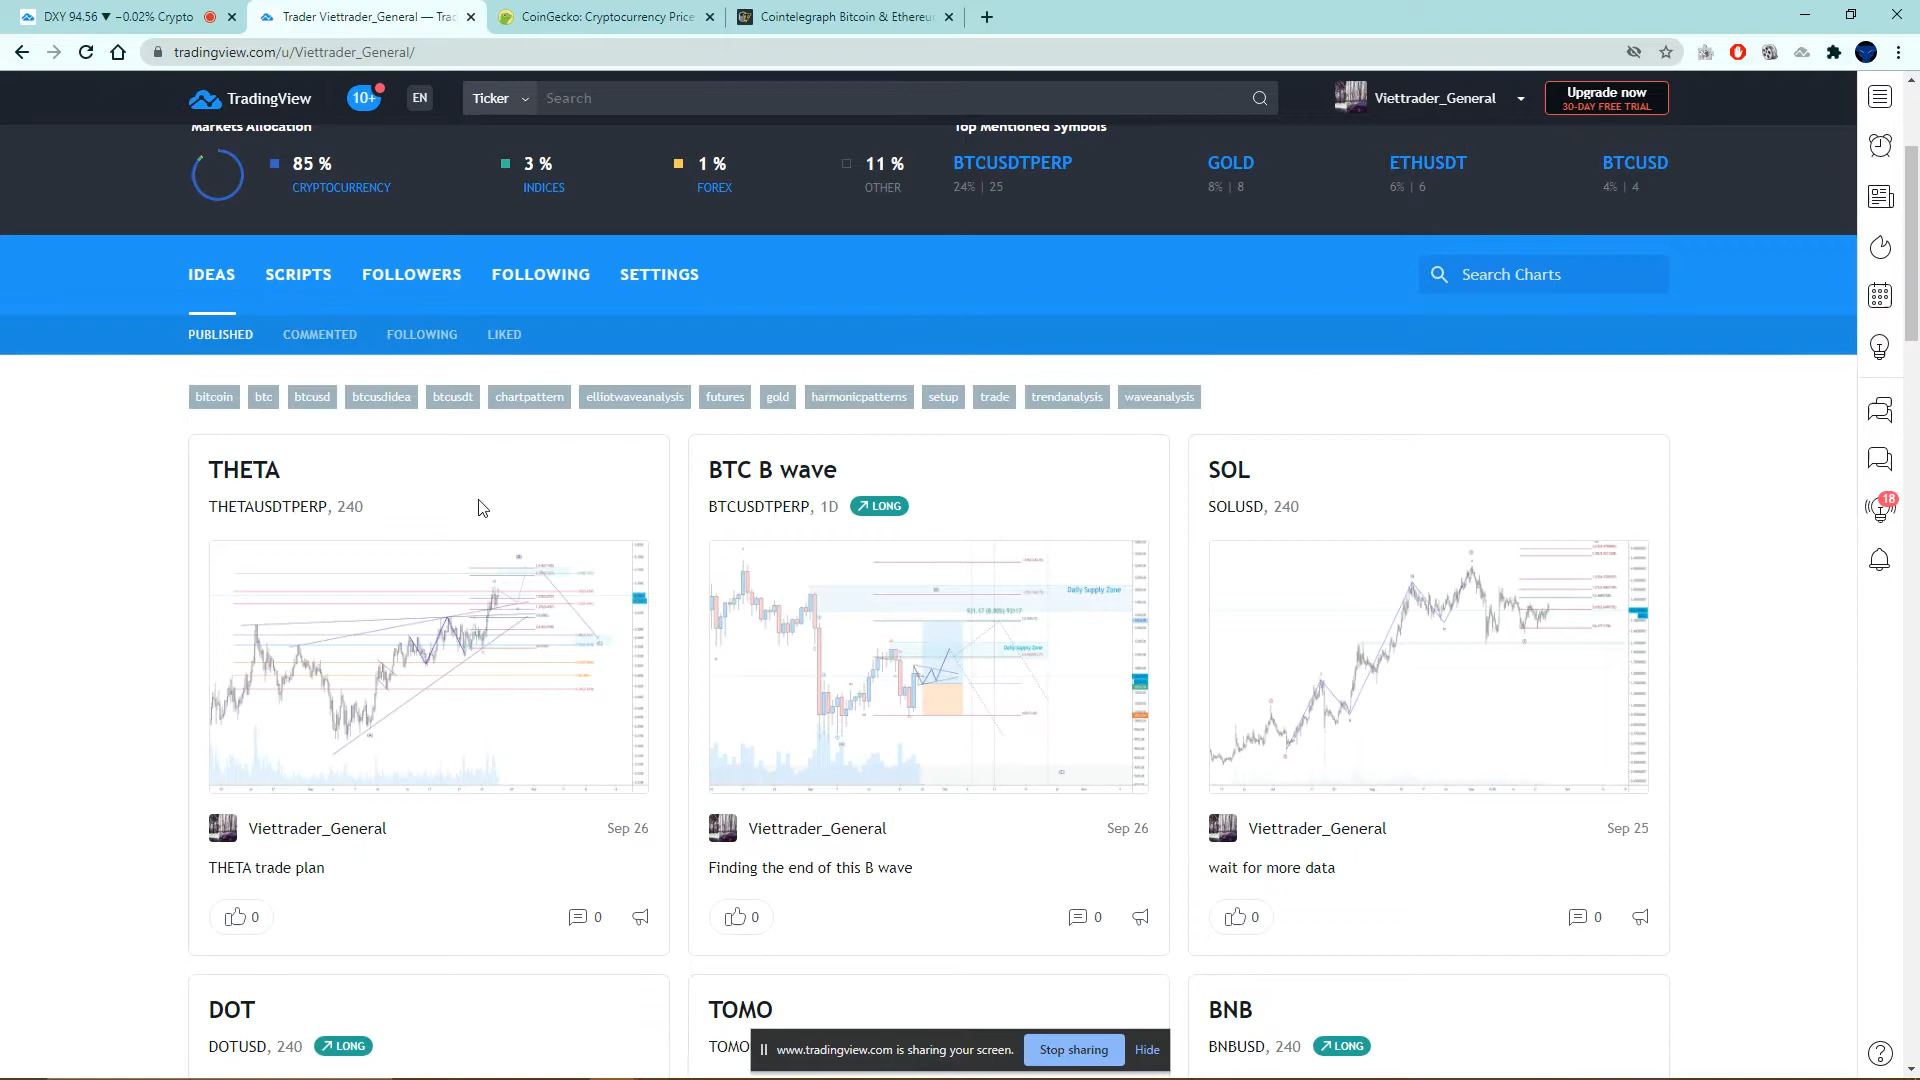 DXY 94.56 ▼ −0.02% Crypto
Trader Viettrader_General — Trad
CoinGecko: Cryptocurrency Price
Cointelegraph Bitcoin & Ethereu
tradingview.com/u/Viettrader_General/
TradingView
10+
EN
Ticker
Search
Viettrader_General
Upgrade now
30-DAY FREE TRIAL
Markets Allocation
Top Mentioned Symbols
85 %
3 %
1 %
11 %
CRYPTOCURRENCY
INDICES
FOREX
OTHER
BTCUSDTPERP
GOLD
ETHUSDT
BTCUSD
24% | 25
8% | 8
6% | 6
4% | 4
IDEAS
SCRIPTS
FOLLOWERS
FOLLOWING
SETTINGS
Search Charts
PUBLISHED
COMMENTED
FOLLOWING
LIKED
bitcoin
btc
btcusd
btcusdidea
btcusdt
chartpattern
elliotwaveanalysis
futures
gold
harmonicpatterns
setup
trade
trendanalysis
waveanalysis
THETA
THETAUSDTPERP, 240
Viettrader_General
Sep 26
THETA trade plan
0
0
BTC B wave
BTCUSDTPERP, 1D
LONG
Daily Supply Zone
Daily Supply Zone
Viettrader_General
Sep 26
Finding the end of this B wave
0
0
SOL
SOLUSD, 240
Viettrader_General
Sep 25
wait for more data
0
0
18
DOT
DOTUSD, 240
LONG
TOMO
TOMO
BNB
BNBUSD, 240
LONG
www.tradingview.com is sharing your screen.
Stop sharing
Hide